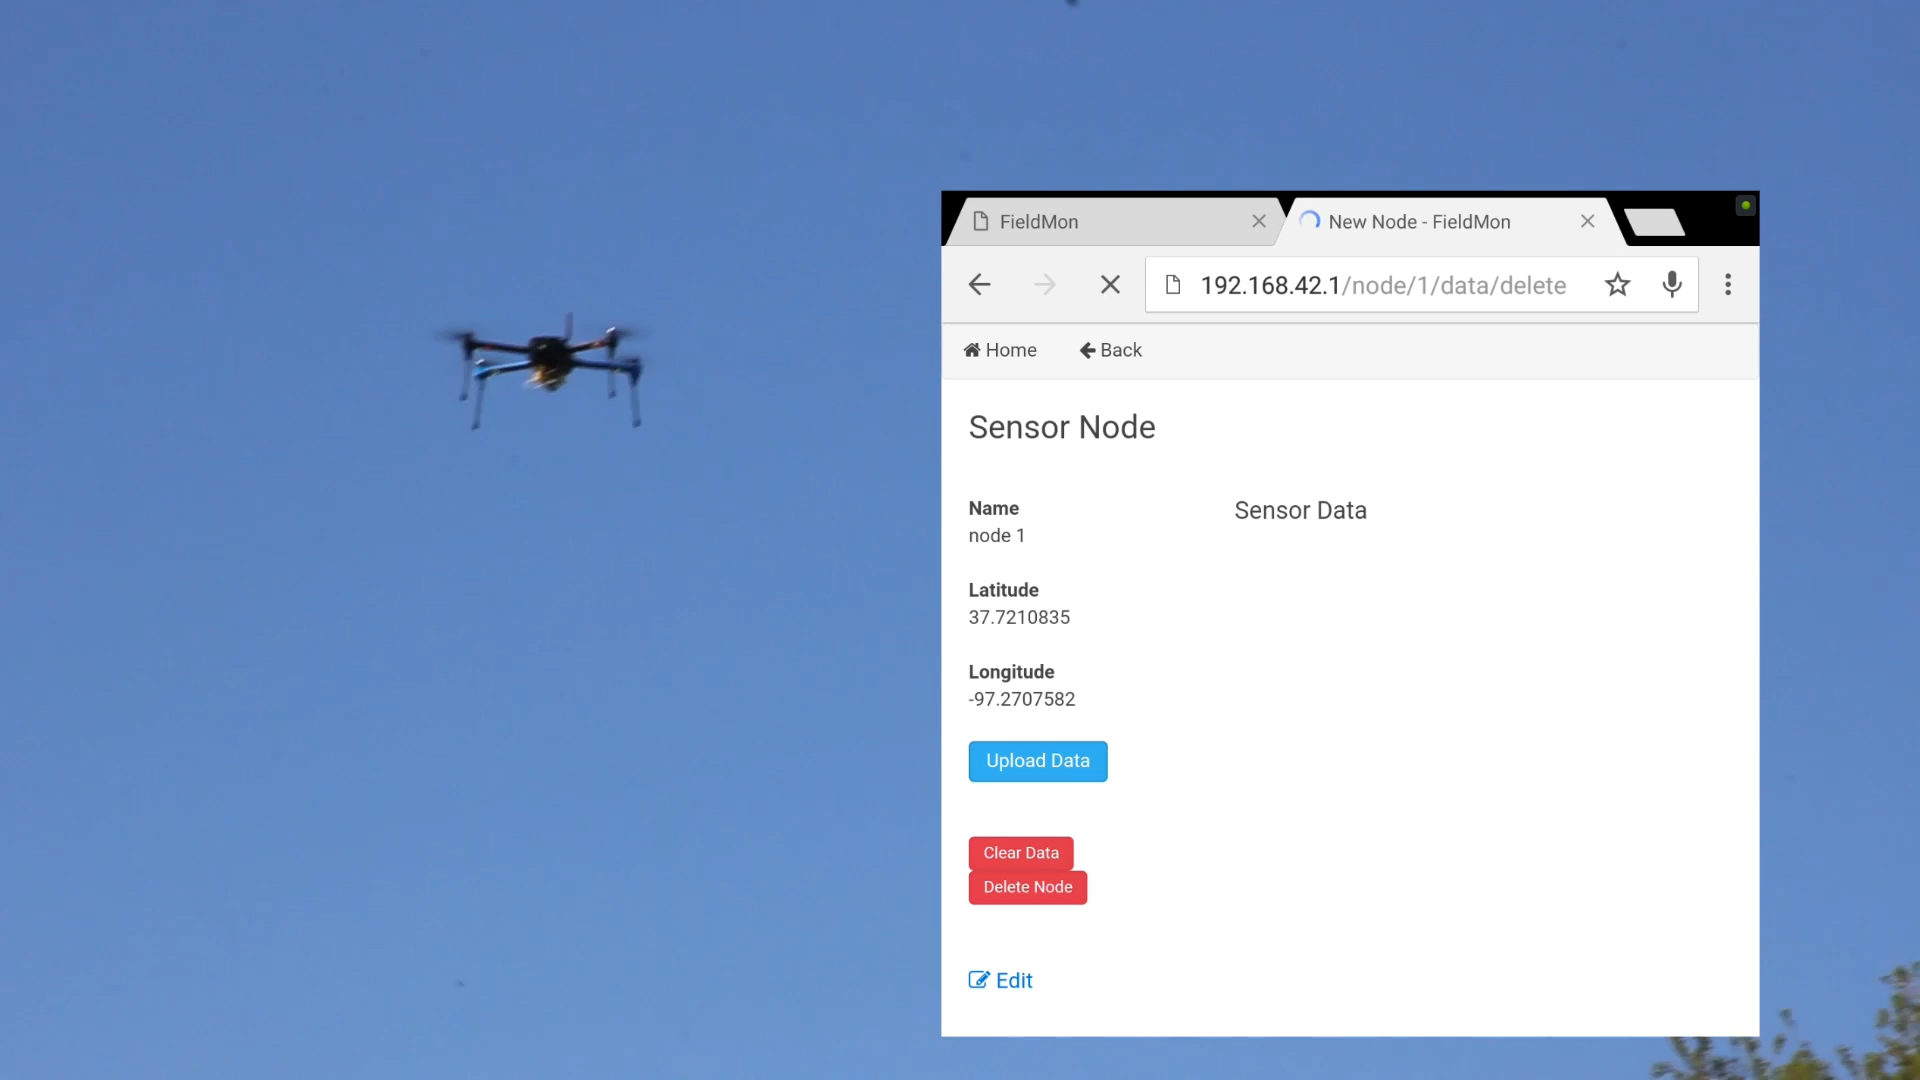 FieldMon
New Node - FieldMon
192.168.42.1/node/1/data/delete
Home
Back
Sensor Node
Name
node 1
Sensor Data
Latitude
37.7210835
Longitude
-97.2707582
Upload Data
Clear Data
Delete Node
Edit